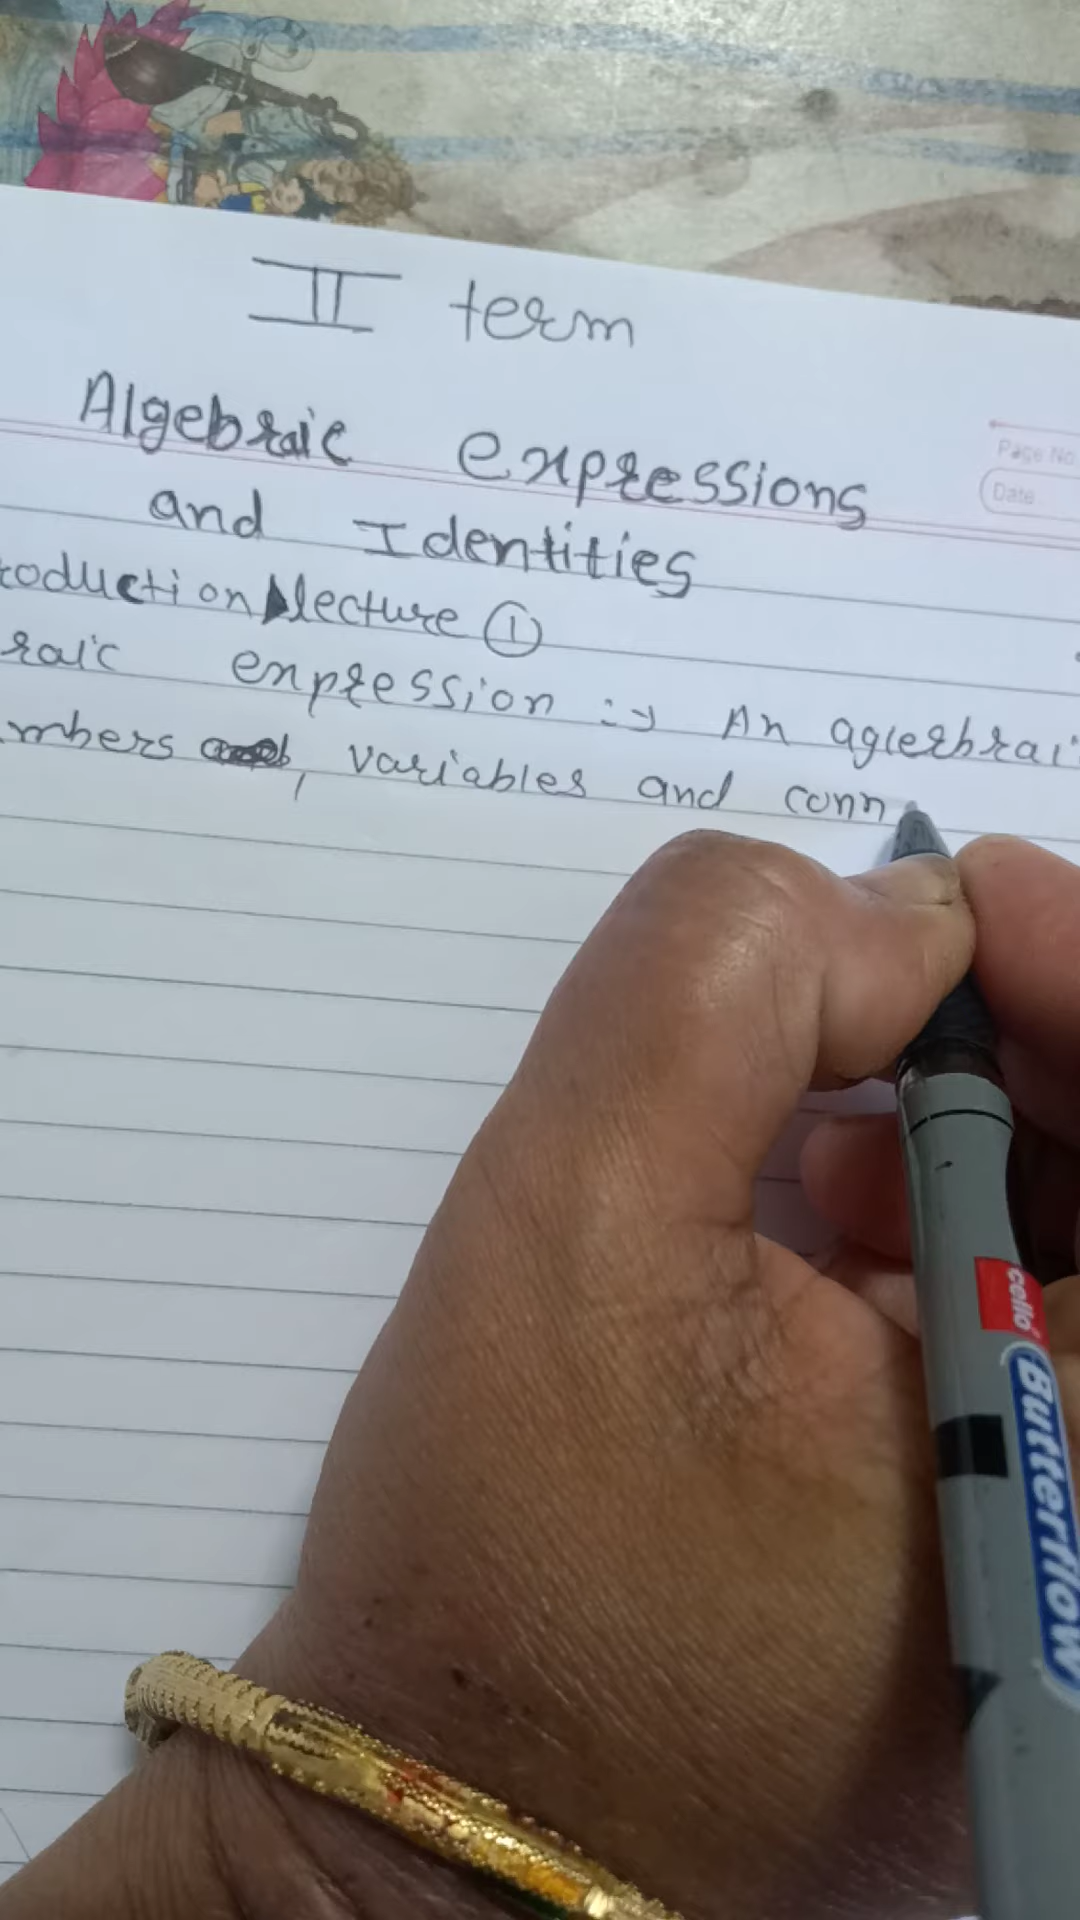 II term
Algebraic expressions
and Identities
Page No
Date
roduction lecture ①
raic expression :→ An aglerbrai
mbers , variables and conn
cello
Butterflow